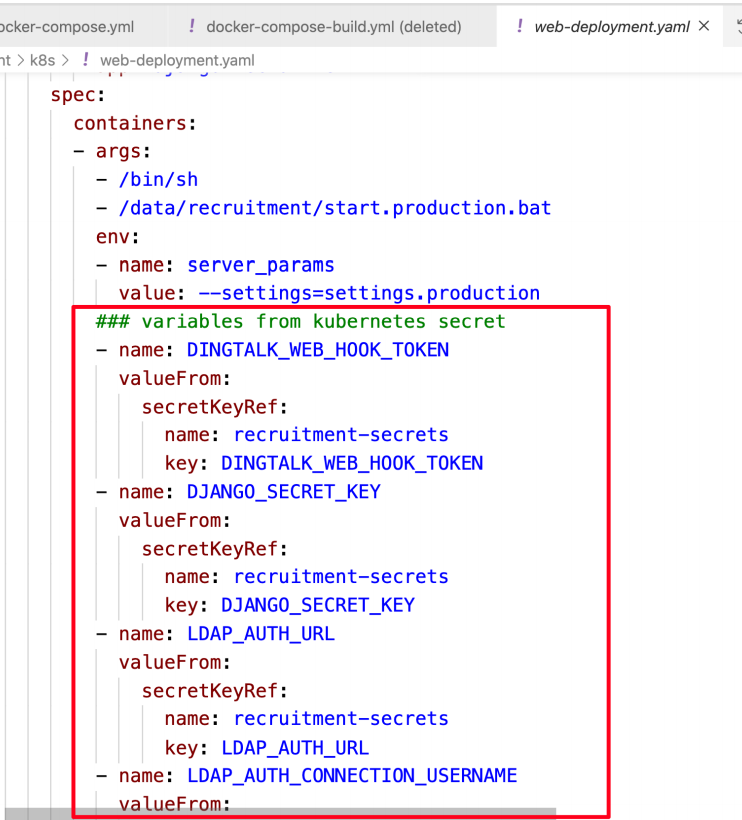 ocker-compose.yml ! docker-compose-build.yml (deleted) ! web-deployment.yaml ×
nt > k8s > ! web-deployment.yaml
spec:
containers:
- args:
- /bin/sh
- /data/recruitment/start.production.bat
env:
- name: server_params
value: --settings=settings.production
### variables from kubernetes secret
- name: DINGTALK_WEB_HOOK_TOKEN
valueFrom:
secretKeyRef:
name: recruitment-secrets
key: DINGTALK_WEB_HOOK_TOKEN
- name: DJANGO_SECRET_KEY
valueFrom:
secretKeyRef:
name: recruitment-secrets
key: DJANGO_SECRET_KEY
- name: LDAP_AUTH_URL
valueFrom:
secretKeyRef:
name: recruitment-secrets
key: LDAP_AUTH_URL
- name: LDAP_AUTH_CONNECTION_USERNAME
valueFrom: